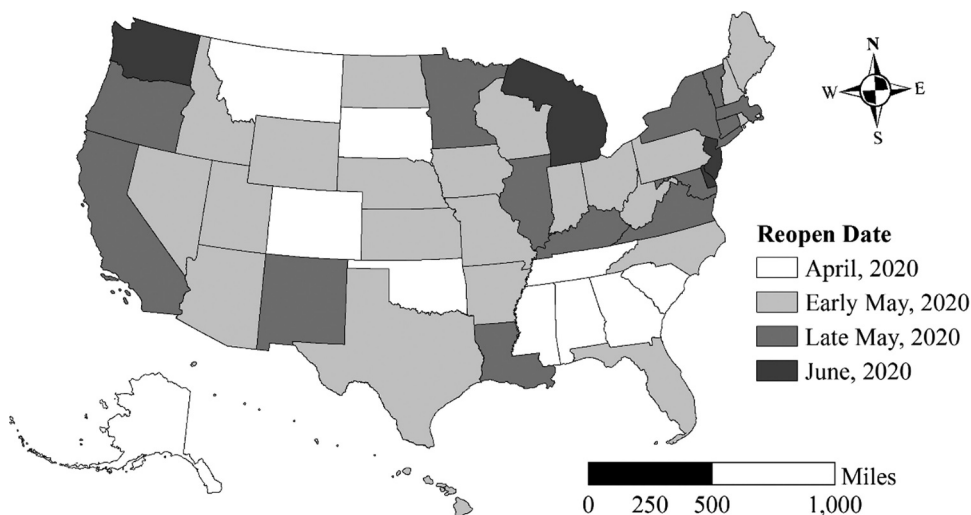 N
W E
S
Reopen Date
April, 2020
Early May, 2020
Late May, 2020
June, 2020
Miles
0 250 500 1,000